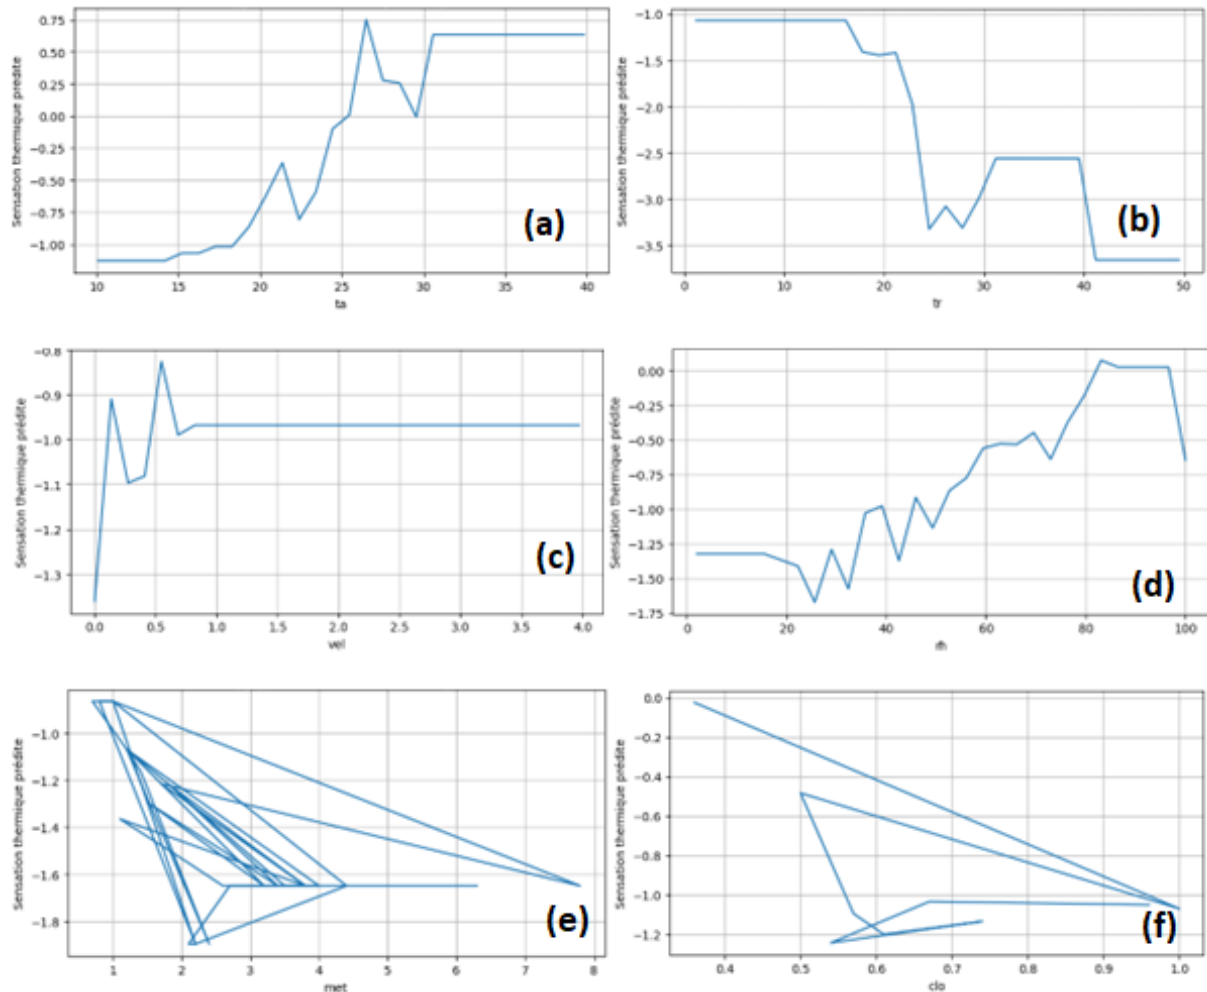 Sensation thermique prédite
0.75
0.50
0.25
0.00
−0.25
−0.50
−0.75
−1.00
(a)
10 15 20 25 30 35 40
ta
Sensation thermique prédite
−1.0
−1.5
−2.0
−2.5
−3.0
−3.5
(b)
0 10 20 30 40 50
tr
Sensation thermique prédite
−0.8
−0.9
−1.0
−1.1
−1.2
−1.3
(c)
0.0 0.5 1.0 1.5 2.0 2.5 3.0 3.5 4.0
vel
Sensation thermique prédite
0.00
−0.25
−0.50
−0.75
−1.00
−1.25
−1.50
−1.75
(d)
0 20 40 60 80 100
rh
Sensation thermique prédite
−1.0
−1.2
−1.4
−1.6
−1.8
(e)
1 2 3 4 5 6 7 8
met
Sensation thermique prédite
0.0
−0.2
−0.4
−0.6
−0.8
−1.0
−1.2
(f)
0.4 0.5 0.6 0.7 0.8 0.9 1.0
clo